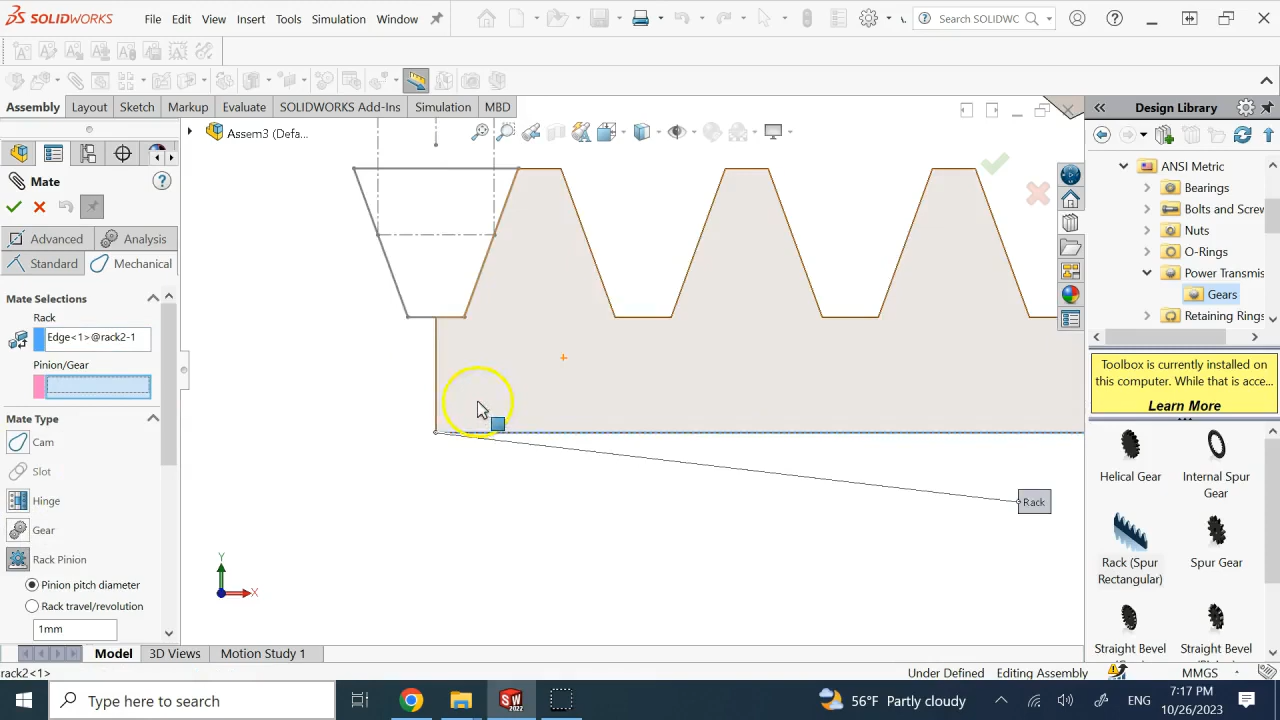 SOLIDWORKS File Edit View Insert Tools Simulation Window Search SOLIDWC
Assembly Layout Sketch Markup Evaluate SOLIDWORKS Add-Ins Simulation MBD
Design Library
Assem3 (Defa...
Mate
Advanced Analysis
Standard Mechanical
Mate Selections
Rack
Edge<1>@rack2-1
Pinion/Gear
Mate Type
Cam
Slot
Hinge
Gear
Rack Pinion
Pinion pitch diameter
Rack travel/revolution
1mm
Rack
Y
X
ANSI Metric
Bearings
Bolts and Screw
Nuts
O-Rings
Power Transmis
Gears
Retaining Rings
Toolbox is currently installed on
this computer. While that is acce...
Learn More
Helical Gear
Internal Spur
Gear
Rack (Spur
Rectangular)
Spur Gear
Straight Bevel
Straight Bevel
Model 3D Views Motion Study 1
rack2<1> Under Defined Editing Assembly MMGS
Type here to search
SW
2022
56°F Partly cloudy
ENG
7:17 PM
10/26/2023